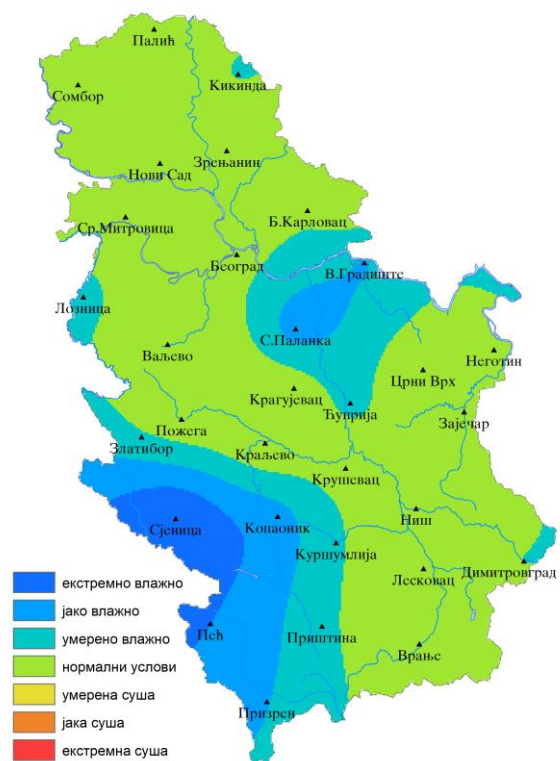 Палић
Кикинда
Сомбор
Зрењанин
Нови Сад
Б.Карловац
Ср.Митровица
Београд
В.Градиште
Лозница
С.Паланка
Ваљево
Неготин
Црни Врх
Крагујевац
Ћуприја
Зајечар
Пожега
Златибор
Краљево
Крушевац
Сјеница
Копаоник
Ниш
Куршумлија
Лесковац
Димитровград
Пећ
Приштина
Врање
Призрен
екстремно влажно
јако влажно
умерено влажно
нормални услови
умерена суша
јака суша
екстремна суша